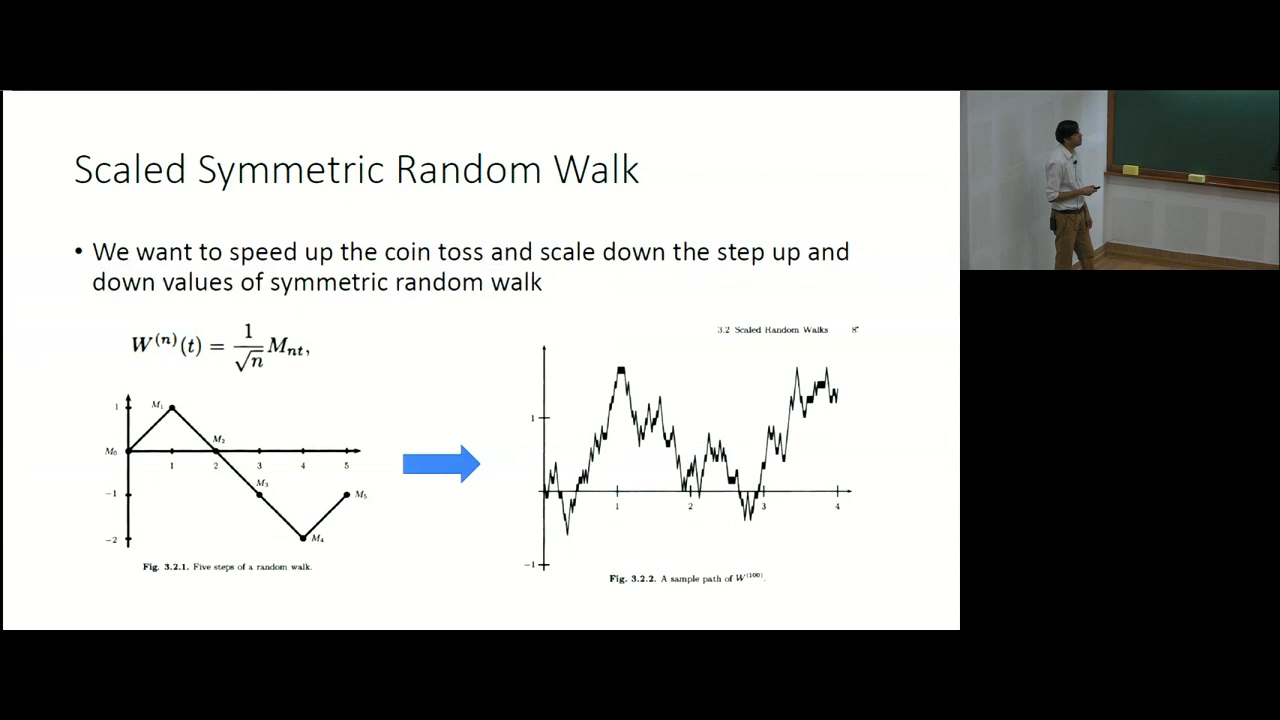 Scaled Symmetric Random Walk
• We want to speed up the coin toss and scale down the step up and
down values of symmetric random walk
W⁽ⁿ⁾(t) = 1/√n Mₙₜ,
1
M₁
M₀
M₂
1 2 3 4 5
−1
M₃
M₅
−2
M₄
Fig. 3.2.1. Five steps of a random walk.
3.2 Scaled Random Walks
1
1 2 3 4
−1
Fig. 3.2.2. A sample path of W⁽¹⁰⁰⁾.